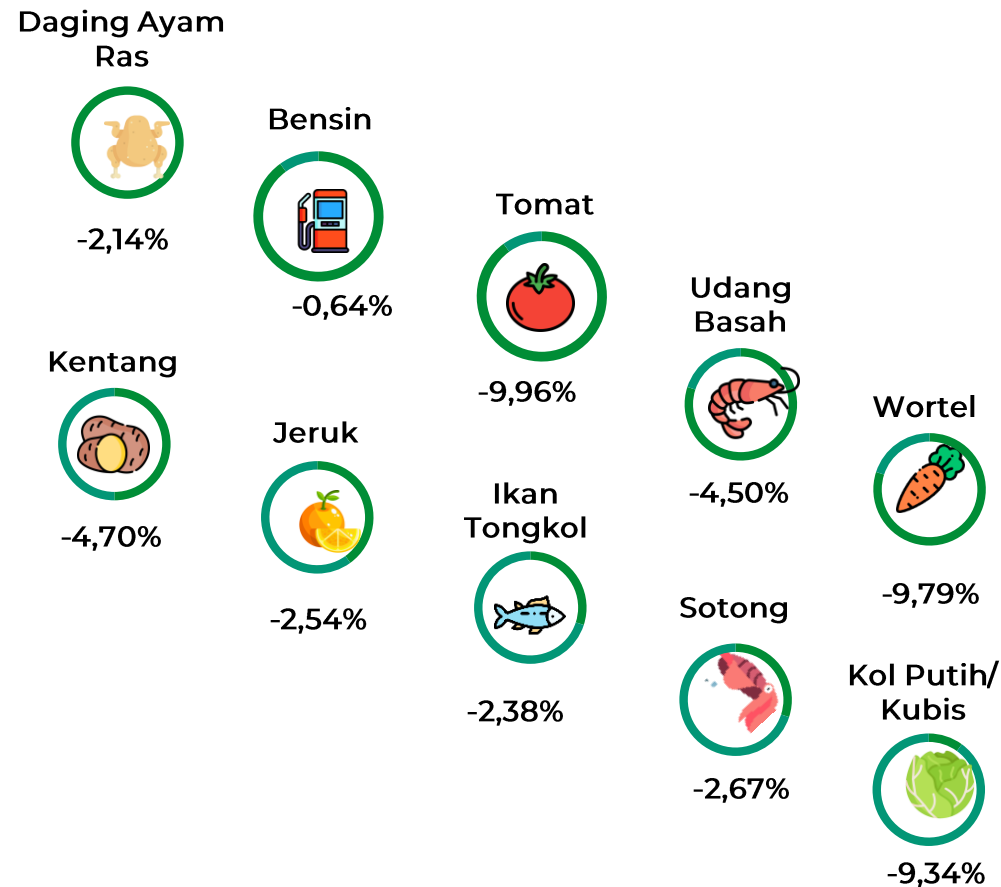 Daging Ayam
Ras
-2,14%
Bensin
-0,64%
Tomat
-9,96%
Udang
Basah
-4,50%
Wortel
-9,79%
Kentang
-4,70%
Jeruk
-2,54%
Ikan
Tongkol
-2,38%
Sotong
-2,67%
Kol Putih/
Kubis
-9,34%